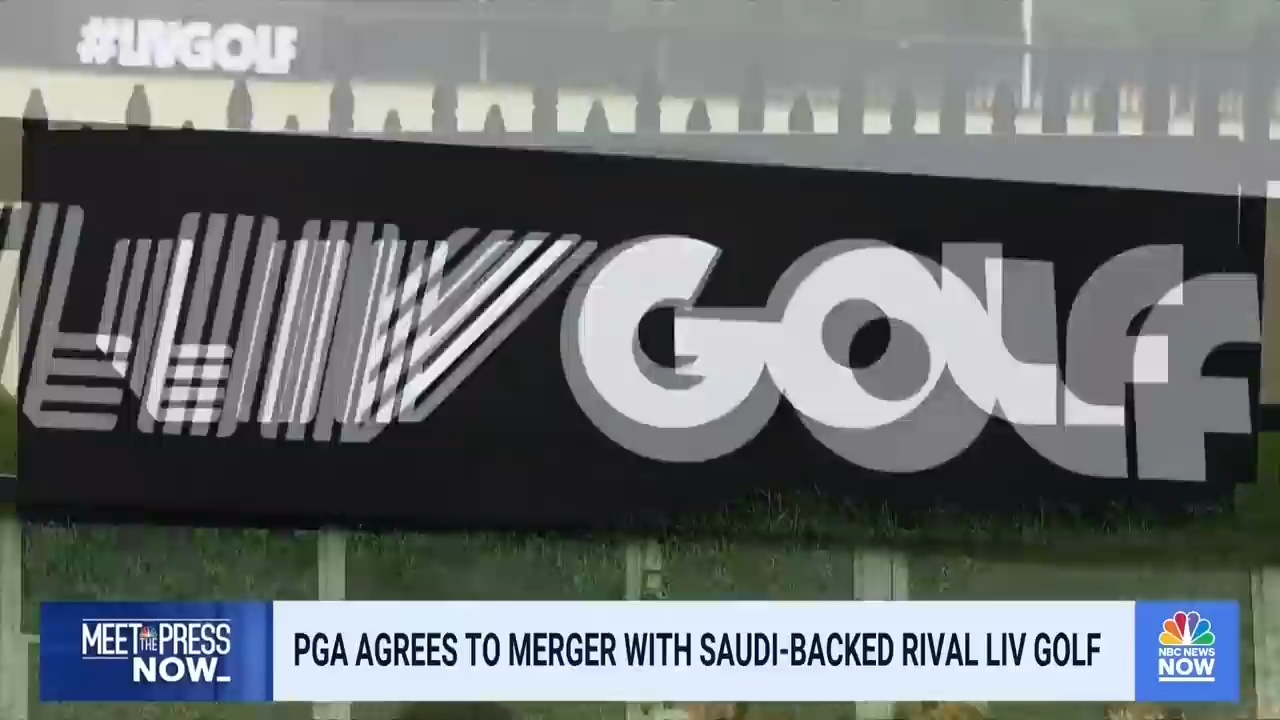 #LIVGOLF
LIV GOLF
MEET THE PRESS
NOW_
PGA AGREES TO MERGER WITH SAUDI-BACKED RIVAL LIV GOLF
NBC NEWS
NOW